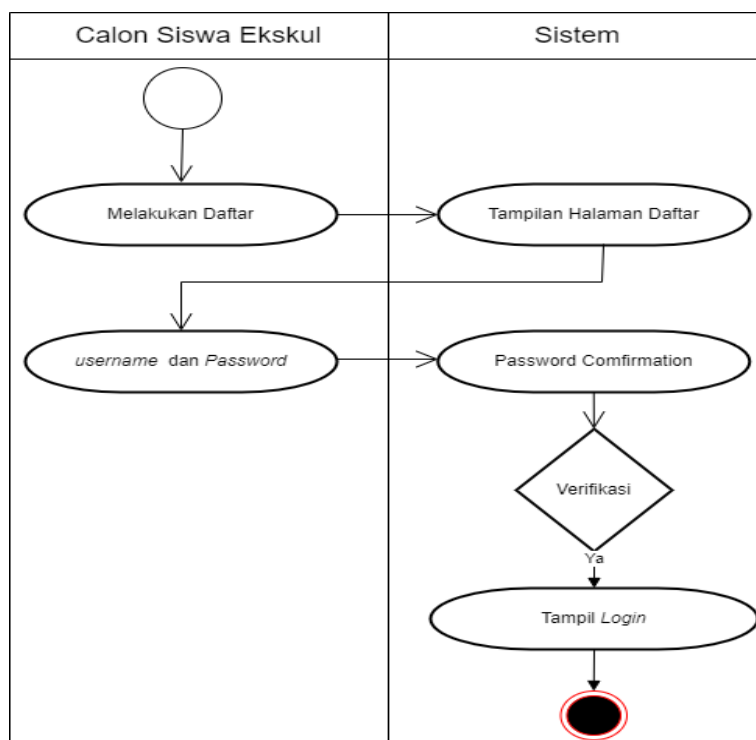 Calon Siswa Ekskul
Sistem
Melakukan Daftar
Tampilan Halaman Daftar
username dan Password
Password Comfirmation
Verifikasi
Ya
Tampil Login